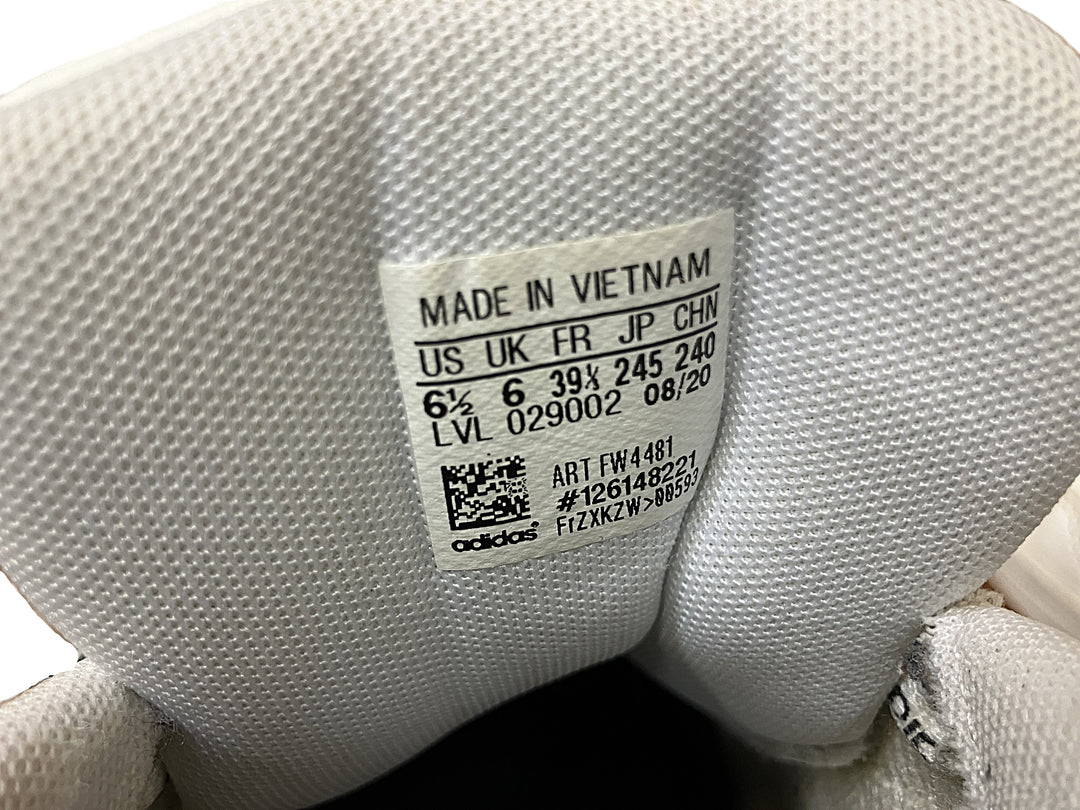 MADE IN VIETNAM
US UK FR JP CHN
6½ 6 39⅓ 245 240
LVL 029002 08/20
ART FW4481
#126148221
FrZXKZW>00593
adidas